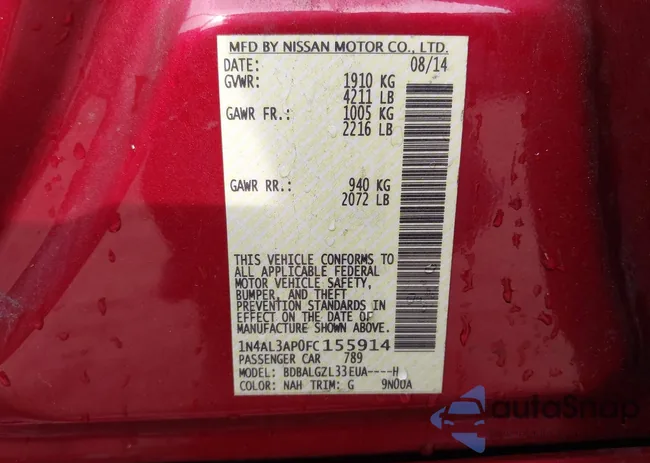 MFD BY NISSAN MOTOR CO., LTD.
DATE: 08/14
GVWR: 1910 KG
4211 LB
GAWR FR.: 1005 KG
2216 LB
GAWR RR.: 940 KG
2072 LB
THIS VEHICLE CONFORMS TO
ALL APPLICABLE FEDERAL
MOTOR VEHICLE SAFETY,
BUMPER, AND THEFT
PREVENTION STANDARDS IN
EFFECT ON THE DATE OF
MANUFACTURE SHOWN ABOVE.
1N4AL3AP0FC155914
PASSENGER CAR 789
MODEL: BDBALGZL33EUA----H
COLOR: NAH TRIM: G 9N00A
autoSnap